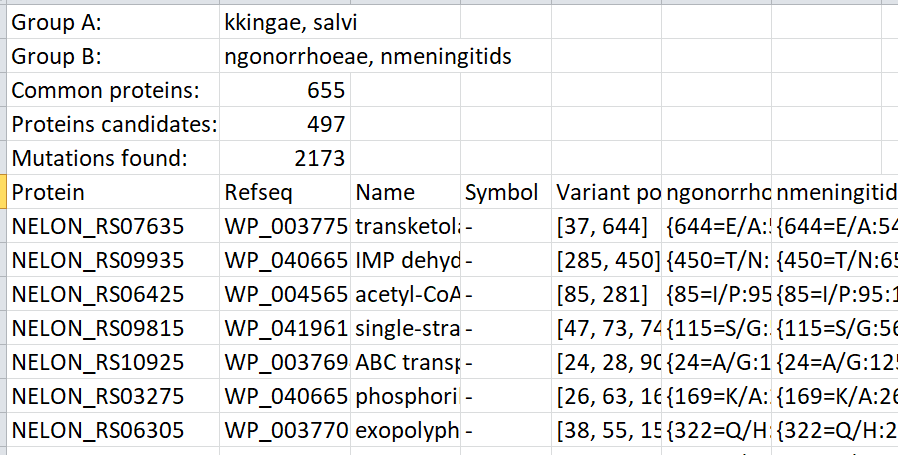 Group A: kkingae, salvi
Group B: ngonorrhoeae, nmeningitids
Common proteins: 655
Proteins candidates: 497
Mutations found: 2173
Protein Refseq Name Symbol Variant po ngonorrho nmeningitid
NELON_RS07635 WP_003775 transketol - [37, 644] {644=E/A: {644=E/A:54
NELON_RS09935 WP_040665 IMP dehyd - [285, 450] {450=T/N: {450=T/N:65
NELON_RS06425 WP_004565 acetyl-CoA - [85, 281] {85=I/P:95 {85=I/P:95:1
NELON_RS09815 WP_041961 single-stra - [47, 73, 74 {115=S/G: {115=S/G:56
NELON_RS10925 WP_003769 ABC transp - [24, 28, 90 {24=A/G:1 {24=A/G:125
NELON_RS03275 WP_040665 phosphori - [26, 63, 16 {169=K/A: {169=K/A:26
NELON_RS06305 WP_003770 exopolyph - [38, 55, 15 {322=Q/H: {322=Q/H:2